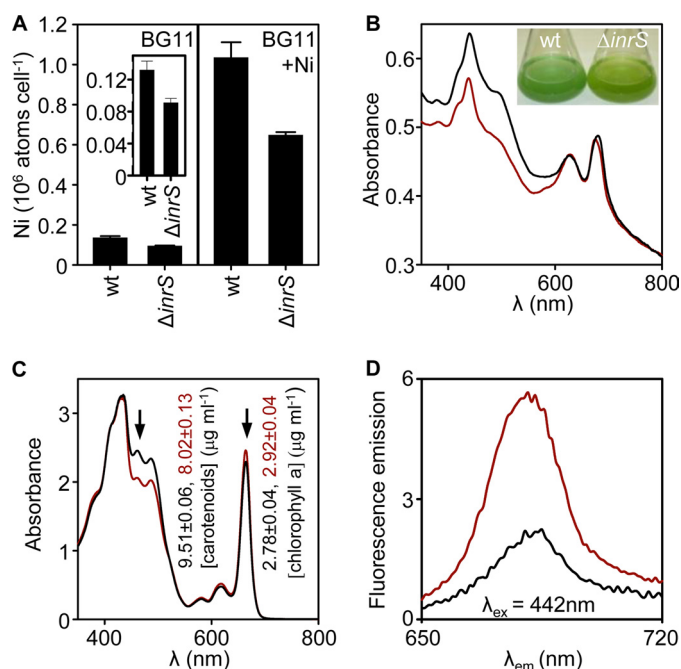 A
BG11
BG11
+Ni
Ni (10⁶ atoms cell⁻¹)
1.2
1.0
0.8
0.6
0.4
0.2
0
0.12
0.08
0.04
0
wt
ΔinrS
wt
ΔinrS
wt
ΔinrS
B
wt
ΔinrS
Absorbance
0.6
0.5
0.4
0.3
400
600
800
λ (nm)
C
Absorbance
3
2
1
0
400
600
800
λ (nm)
9.51±0.06, 8.02±0.13
[carotenoids] (μg ml⁻¹)
2.78±0.04, 2.92±0.04
[chlorophyll a] (μg ml⁻¹)
D
Fluorescence emission
6
3
0
λex = 442nm
650
720
λem (nm)